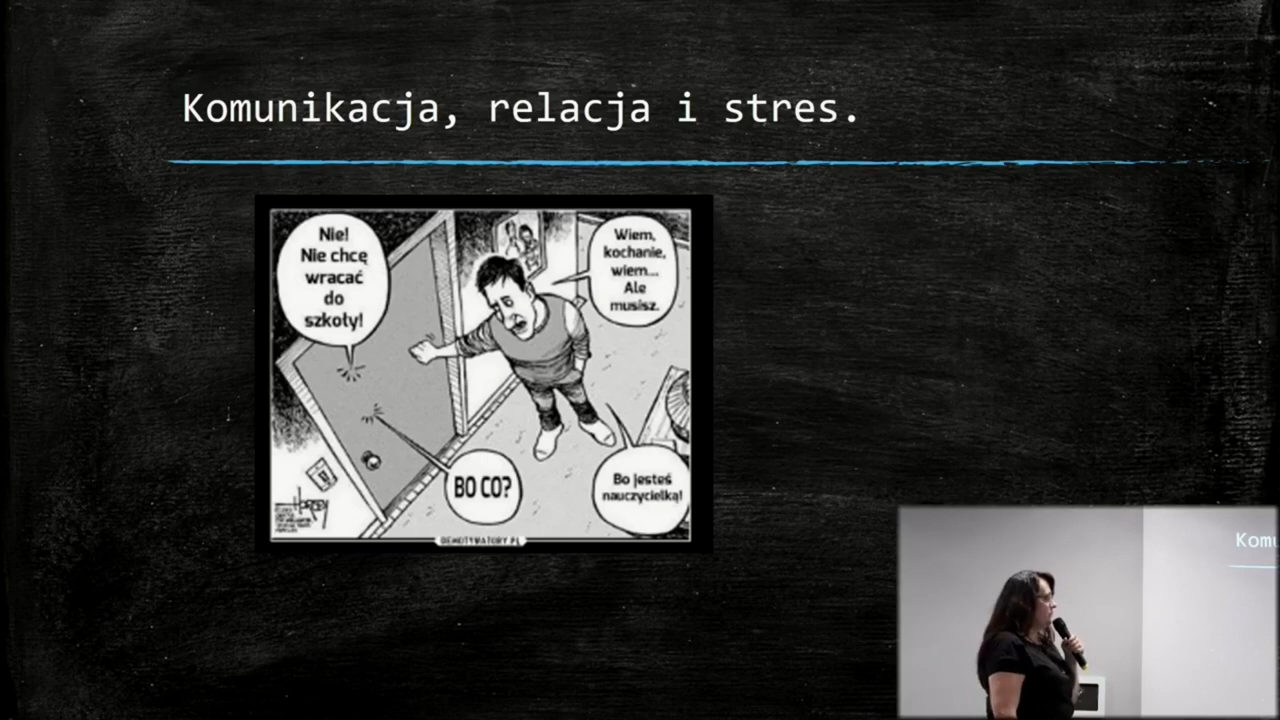 Komunikacja, relacja i stres.
Nie!
Nie chcę
wracać
do
szkoły!
Wiem,
kochanie,
wiem...
Ale
musisz.
BO CO?
Bo jesteś
nauczycielką!
HORSEY
DEMOTYWATORY.PL
Komu